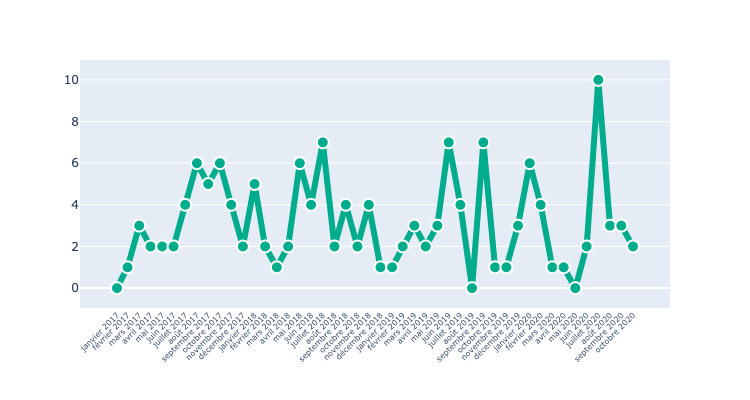 10
8
6
4
2
0
janvier 2017
février 2017
mars 2017
avril 2017
mai 2017
juin 2017
juillet 2017
août 2017
septembre 2017
octobre 2017
novembre 2017
décembre 2017
janvier 2018
février 2018
mars 2018
avril 2018
mai 2018
juin 2018
juillet 2018
août 2018
septembre 2018
octobre 2018
novembre 2018
décembre 2018
janvier 2019
février 2019
mars 2019
avril 2019
mai 2019
juin 2019
juillet 2019
août 2019
septembre 2019
octobre 2019
novembre 2019
décembre 2019
janvier 2020
février 2020
mars 2020
avril 2020
mai 2020
juin 2020
juillet 2020
août 2020
septembre 2020
octobre 2020